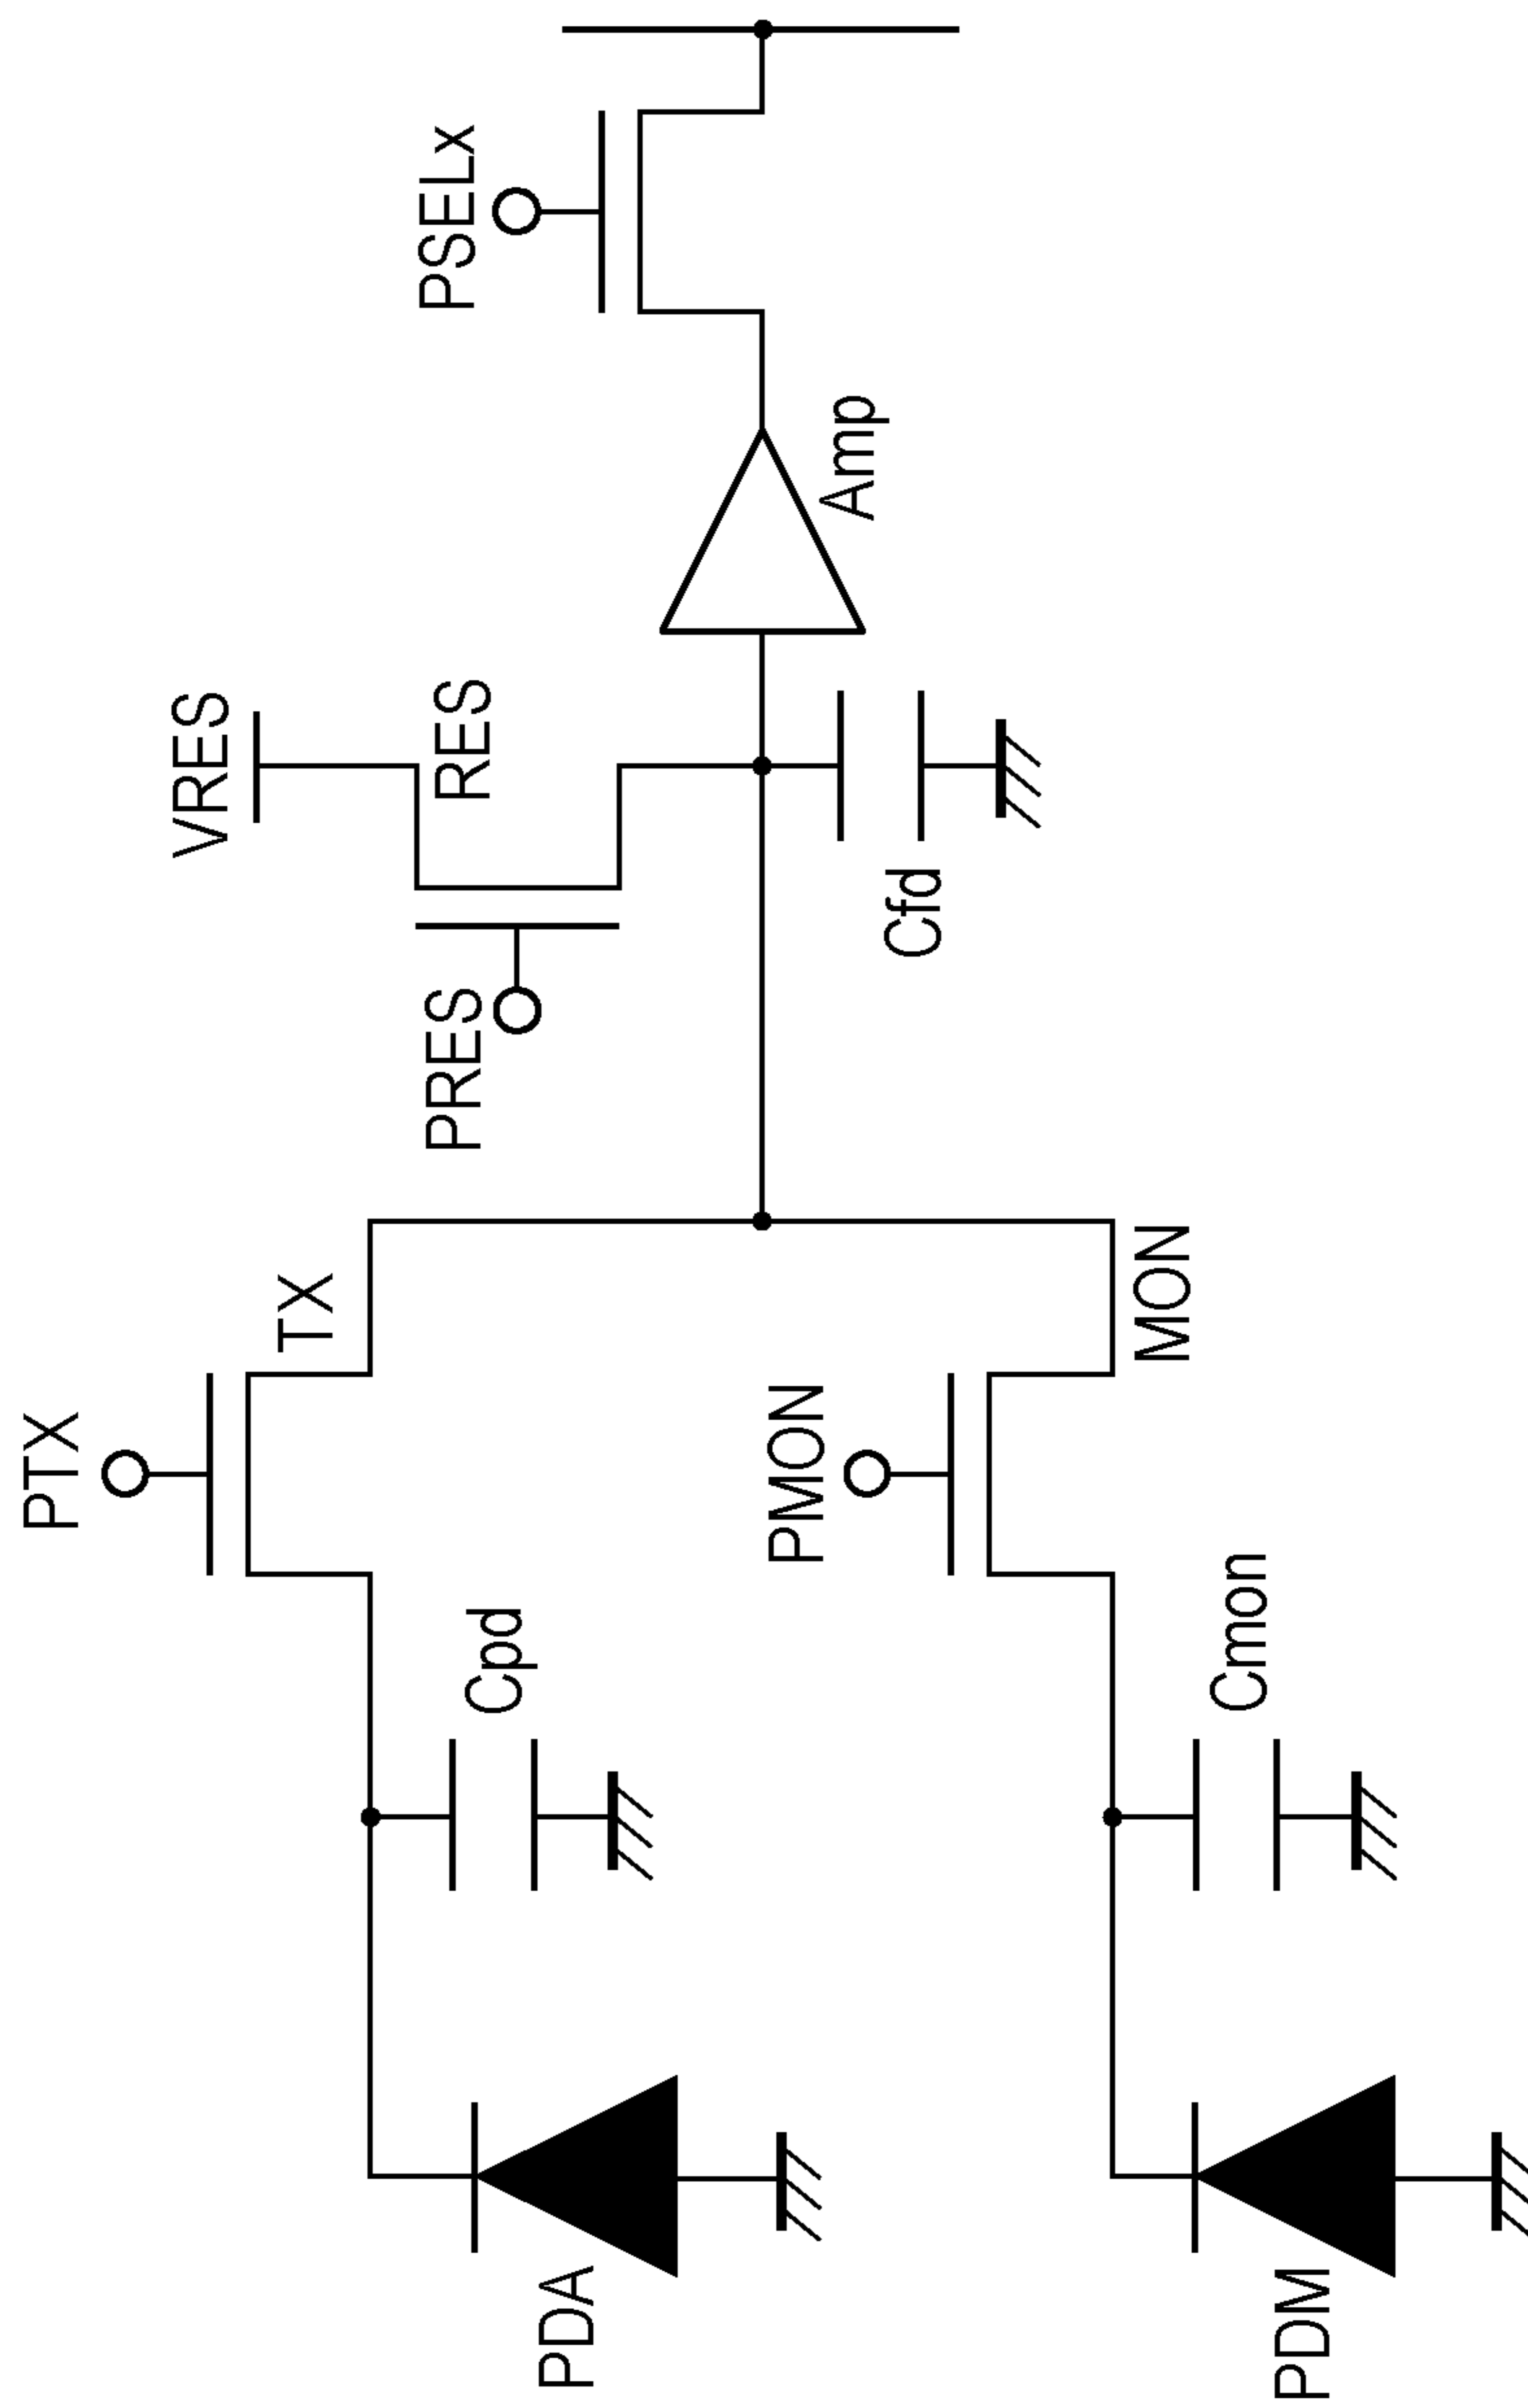 PTX
TX
VRES
PRES
RES
PSELx
Cpd
Cfd
Amp
PDA
PMON
MON
Cmon
PDM